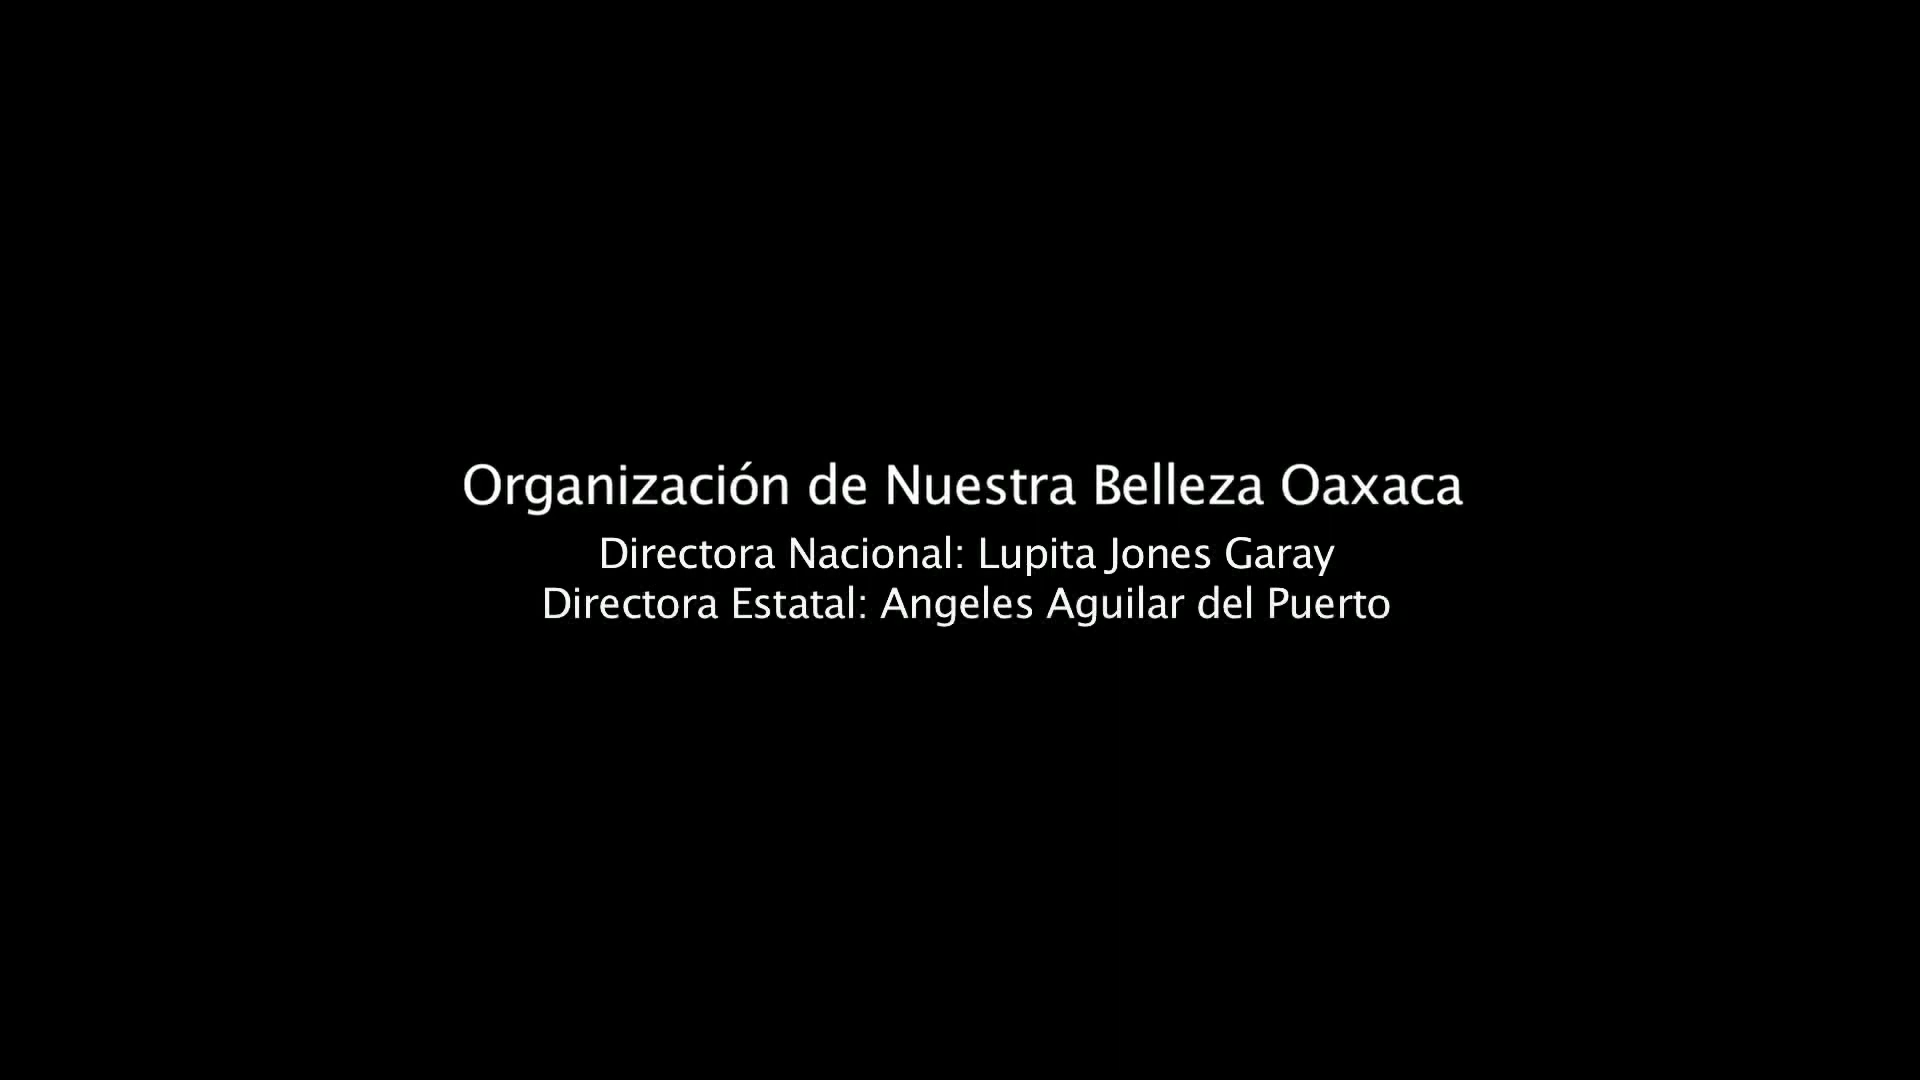 Organización de Nuestra Belleza Oaxaca
Directora Nacional: Lupita Jones Garay
Directora Estatal: Angeles Aguilar del Puerto